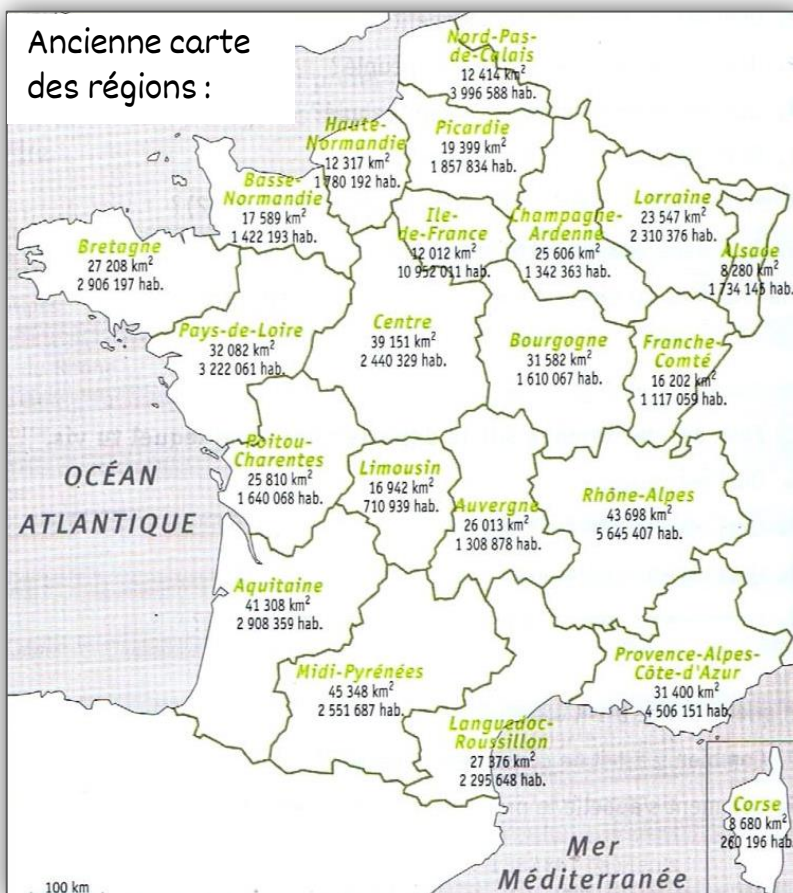 Ancienne carte
des régions :
Nord-Pas-
de-Calais
12 414 km²
3 996 588 hab.
Haute-
Normandie
12 317 km²
1 780 192 hab.
Picardie
19 399 km²
1 857 834 hab.
Basse-
Normandie
17 589 km²
1 422 193 hab.
Ile-
de-France
12 012 km²
10 952 011 hab.
Champagne-
Ardenne
25 606 km²
1 342 363 hab.
Lorraine
23 547 km²
2 310 376 hab.
Alsace
8 280 km²
1 734 145 hab.
Bretagne
27 208 km²
2 906 197 hab.
Pays-de-Loire
32 082 km²
3 222 061 hab.
Centre
39 151 km²
2 440 329 hab.
Bourgogne
31 582 km²
1 610 067 hab.
Franche-
Comté
16 202 km²
1 117 059 hab.
Poitou-
Charentes
25 810 km²
1 640 068 hab.
Limousin
16 942 km²
710 939 hab.
Auvergne
26 013 km²
1 308 878 hab.
Rhône-Alpes
43 698 km²
5 645 407 hab.
OCÉAN
ATLANTIQUE
Aquitaine
41 308 km²
2 908 359 hab.
Midi-Pyrénées
45 348 km²
2 551 687 hab.
Languedoc-
Roussillon
27 376 km²
2 295 648 hab.
Provence-Alpes-
Côte-d'Azur
31 400 km²
4 506 151 hab.
Corse
8 680 km²
260 196 hab.
Mer
Méditerranée
100 km